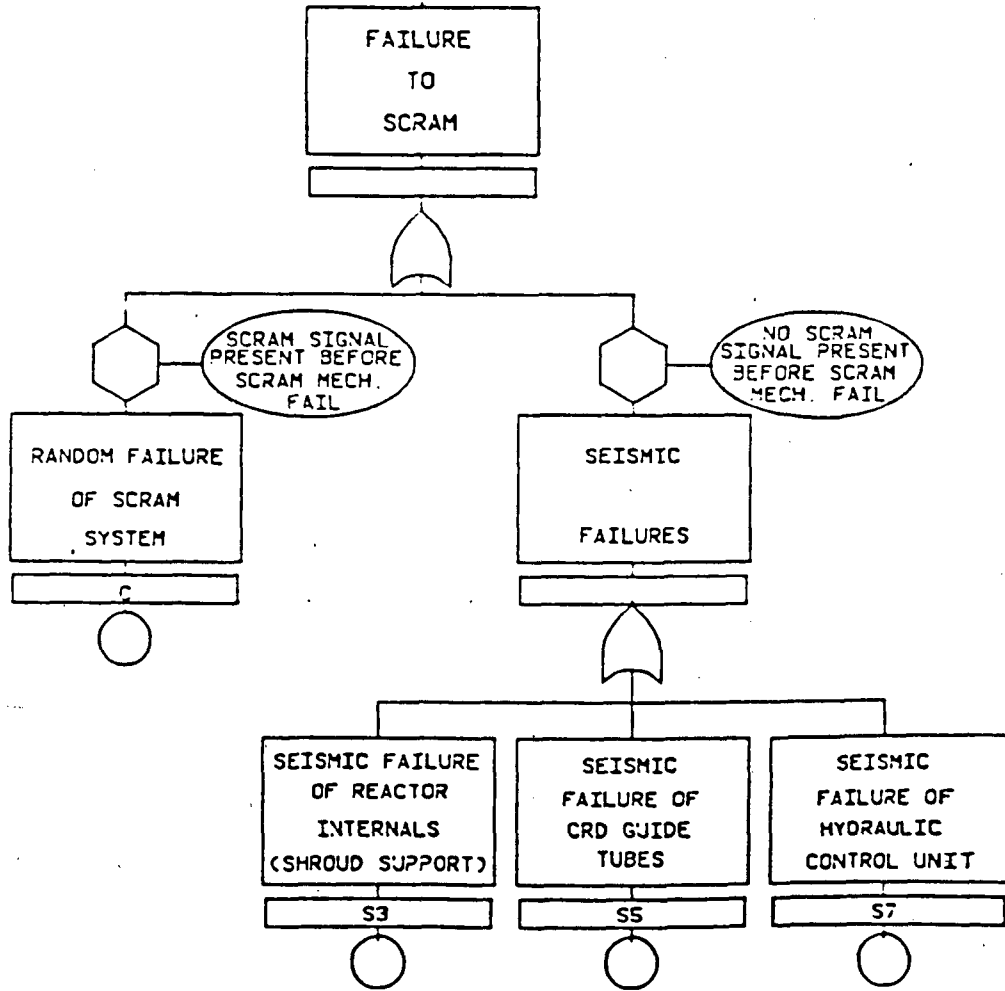 FAILURE
TO
SCRAM
SCRAM SIGNAL
PRESENT BEFORE
SCRAM MECH.
FAIL
NO SCRAM
SIGNAL PRESENT
BEFORE SCRAM
MECH. FAIL
RANDOM FAILURE
OF SCRAM
SYSTEM
C
SEISMIC
FAILURES
SEISMIC FAILURE
OF REACTOR
INTERNALS
(SHROUD SUPPORT)
S3
SEISMIC
FAILURE OF
CRD GUIDE
TUBES
S5
SEISMIC
FAILURE OF
HYDRAULIC
CONTROL UNIT
S7